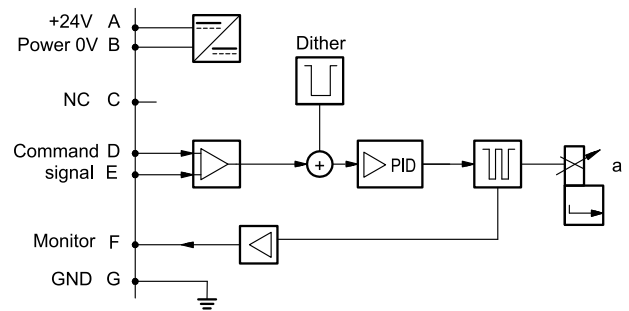 +24V A
Power 0V B
Dither
NC C
Command D
signal E
+
PID
a
Monitor F
GND G